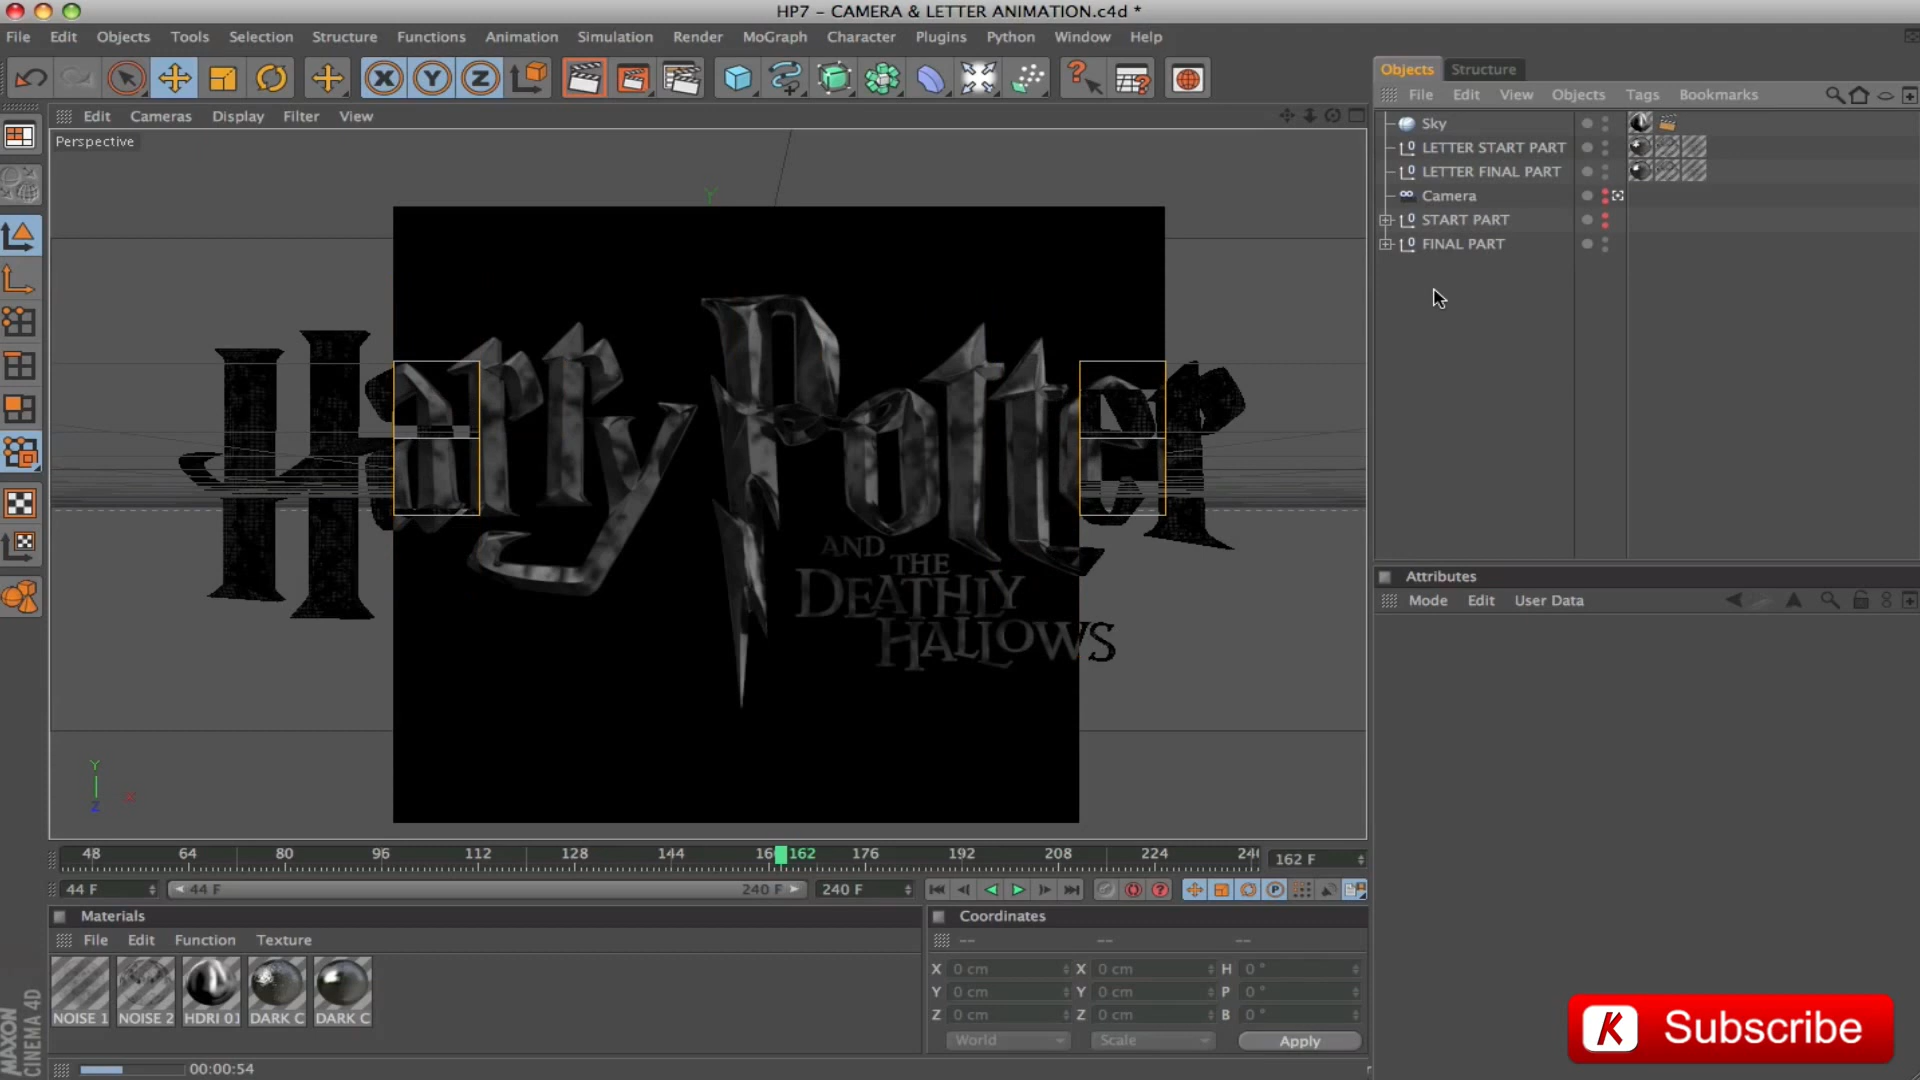 HP7 - CAMERA & LETTER ANIMATION.c4d *
File Edit Objects Tools Selection Structure Functions Animation Simulation Render MoGraph Character Plugins Python Window Help
Objects Structure
File Edit View Objects Tags Bookmarks
Edit Cameras Display Filter View
Perspective
Sky
LETTER START PART
LETTER FINAL PART
Camera
START PART
FINAL PART
Harry Potter
AND THE
DEATHLY
HALLOWS
Attributes
Mode Edit User Data
48 64 80 96 112 128 144 162 176 192 208 224 162 F
44 F 44 F 240 F 240 F
Materials
File Edit Function Texture
NOISE 1 NOISE 2 HDRI 01 DARK C DARK C
Coordinates
-- -- --
X 0 cm X 0 cm H 0 °
Y 0 cm Y 0 cm P 0 °
Z 0 cm Z 0 cm B 0 °
World Scale Apply
MAXON
CINEMA 4D
00:00:54
K Subscribe